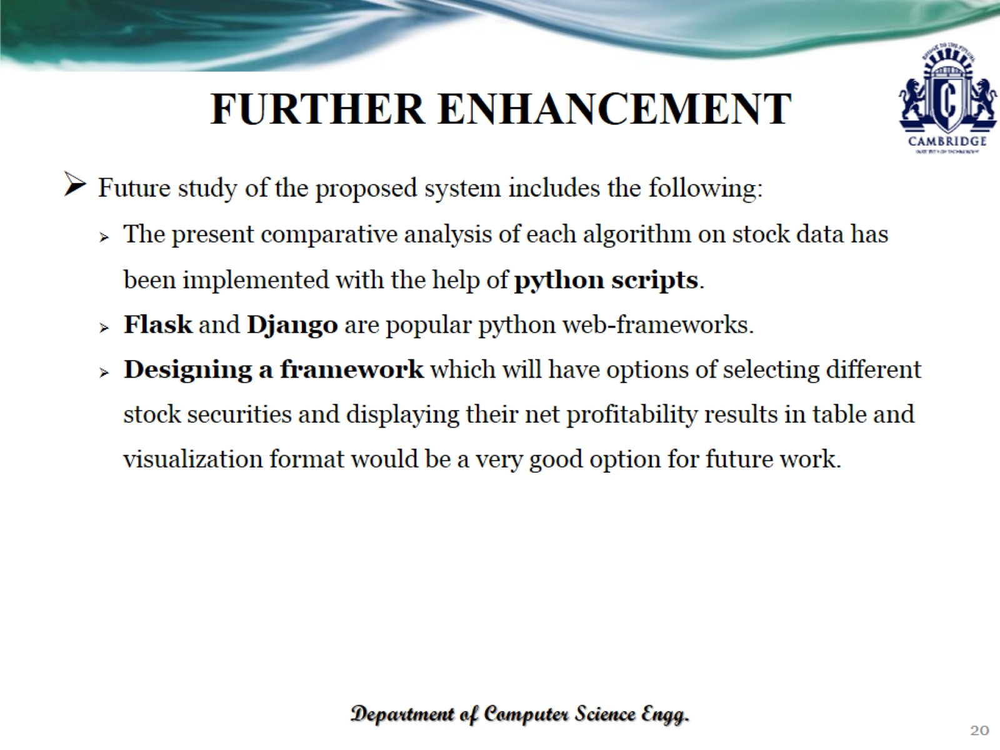 FURTHER ENHANCEMENT
CAMBRIDGE
➢ Future study of the proposed system includes the following:
➢ The present comparative analysis of each algorithm on stock data has
been implemented with the help of python scripts.
➢ Flask and Django are popular python web-frameworks.
➢ Designing a framework which will have options of selecting different
stock securities and displaying their net profitability results in table and
visualization format would be a very good option for future work.
Department of Computer Science Engg.
20